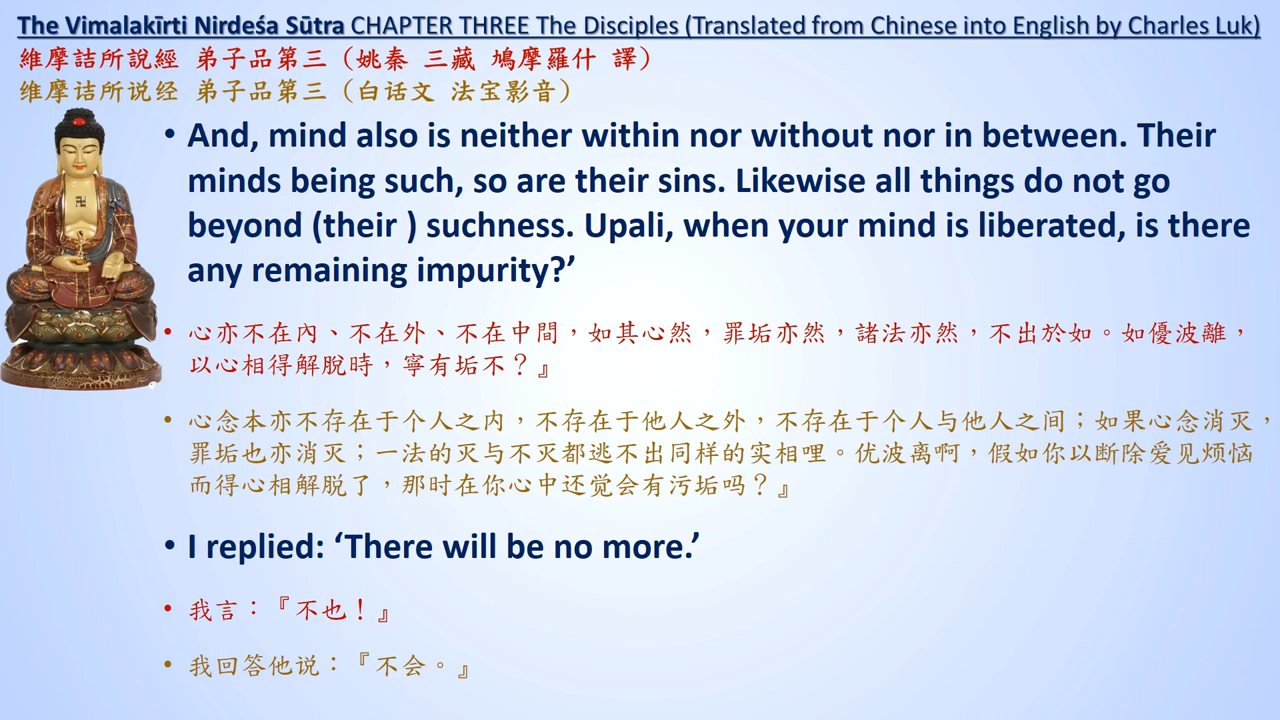 The Vimalakīrti Nirdeśa Sūtra CHAPTER THREE The Disciples (Translated from Chinese into English by Charles Luk)
維摩詰所說經 弟子品第三（姚秦 三藏 鳩摩羅什 譯）
维摩诘所说经 弟子品第三（白话文 法宝影音）
• And, mind also is neither within nor without nor in between. Their
minds being such, so are their sins. Likewise all things do not go
beyond (their ) suchness. Upali, when your mind is liberated, is there
any remaining impurity?’
• 心亦不在內、不在外、不在中間，如其心然，罪垢亦然，諸法亦然，不出於如。如優波離，
以心相得解脫時，寧有垢不？』
• 心念本亦不存在于个人之内，不存在于他人之外，不存在于个人与他人之间；如果心念消灭，
罪垢也亦消灭；一法的灭与不灭都逃不出同样的实相哩。优波离啊，假如你以断除爱见烦恼
而得心相解脱了，那时在你心中还觉会有污垢吗？』
• I replied: ‘There will be no more.’
• 我言：『不也！』
• 我回答他说：『不会。』